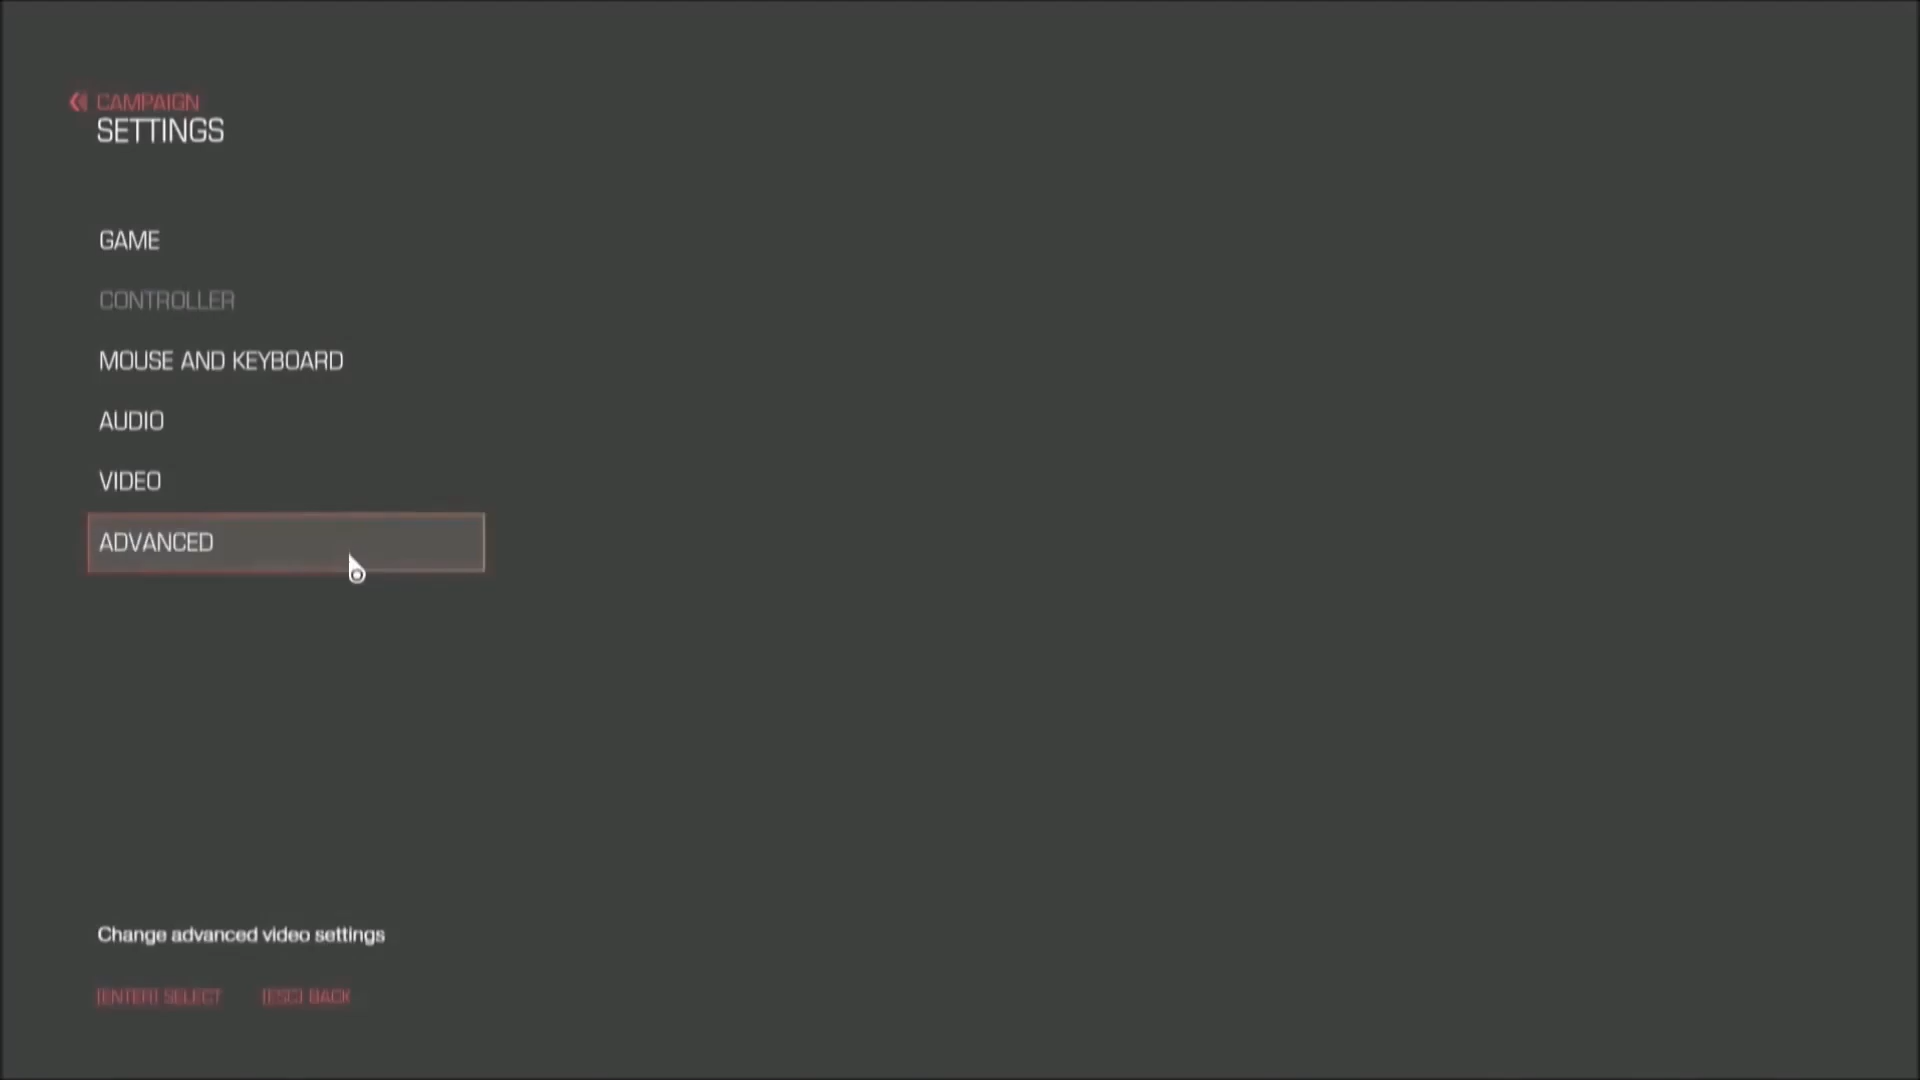 CAMPAIGN
SETTINGS
GAME
CONTROLLER
MOUSE AND KEYBOARD
AUDIO
VIDEO
ADVANCED
Change advanced video settings
[ENTER] SELECT [ESC] BACK